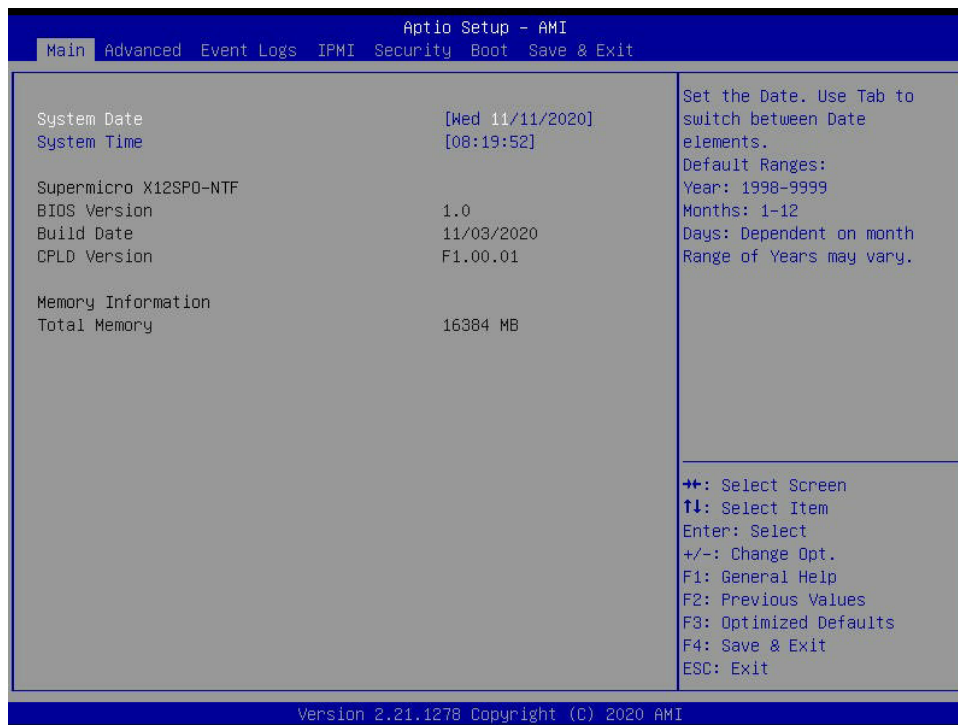 Aptio Setup – AMI
Main Advanced Event Logs IPMI Security Boot Save & Exit
System Date [Wed 11/11/2020]
System Time [08:19:52]
Supermicro X12SPO-NTF
BIOS Version 1.0
Build Date 11/03/2020
CPLD Version F1.00.01
Memory Information
Total Memory 16384 MB
Set the Date. Use Tab to
switch between Date
elements.
Default Ranges:
Year: 1998-9999
Months: 1-12
Days: Dependent on month
Range of Years may vary.
→←: Select Screen
↑↓: Select Item
Enter: Select
+/-: Change Opt.
F1: General Help
F2: Previous Values
F3: Optimized Defaults
F4: Save & Exit
ESC: Exit
Version 2.21.1278 Copyright (C) 2020 AMI